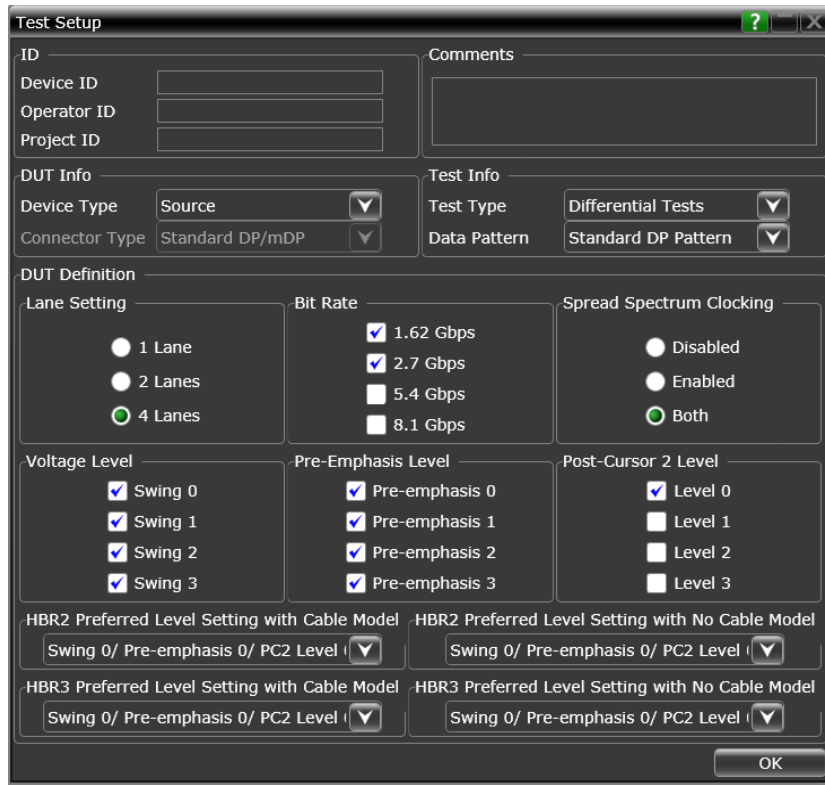 Test Setup
?
X
ID
Device ID
Operator ID
Project ID
Comments
DUT Info
Device Type Source
Connector Type Standard DP/mDP
Test Info
Test Type Differential Tests
Data Pattern Standard DP Pattern
DUT Definition
Lane Setting
1 Lane
2 Lanes
4 Lanes
Bit Rate
1.62 Gbps
2.7 Gbps
5.4 Gbps
8.1 Gbps
Spread Spectrum Clocking
Disabled
Enabled
Both
Voltage Level
Swing 0
Swing 1
Swing 2
Swing 3
Pre-Emphasis Level
Pre-emphasis 0
Pre-emphasis 1
Pre-emphasis 2
Pre-emphasis 3
Post-Cursor 2 Level
Level 0
Level 1
Level 2
Level 3
HBR2 Preferred Level Setting with Cable Model
Swing 0/ Pre-emphasis 0/ PC2 Level
HBR2 Preferred Level Setting with No Cable Model
Swing 0/ Pre-emphasis 0/ PC2 Level
HBR3 Preferred Level Setting with Cable Model
Swing 0/ Pre-emphasis 0/ PC2 Level
HBR3 Preferred Level Setting with No Cable Model
Swing 0/ Pre-emphasis 0/ PC2 Level
OK